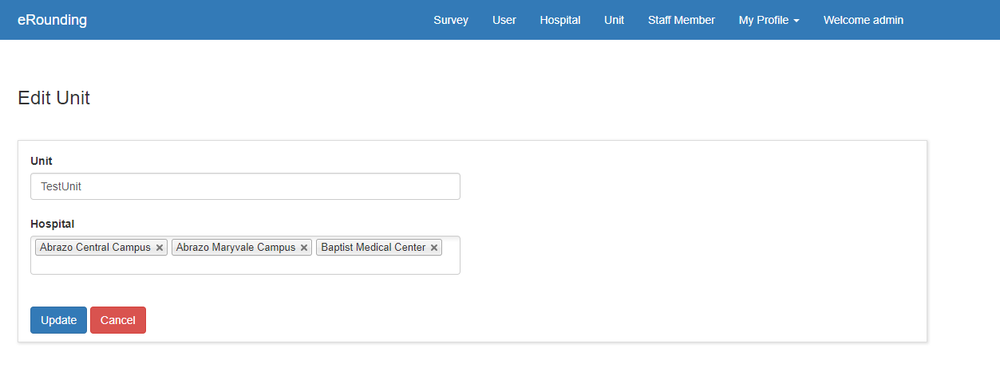 eRounding Survey User Hospital Unit Staff Member My Profile Welcome admin
Edit Unit
Unit
TestUnit
Hospital
Abrazo Central Campus × Abrazo Maryvale Campus × Baptist Medical Center ×
Update Cancel